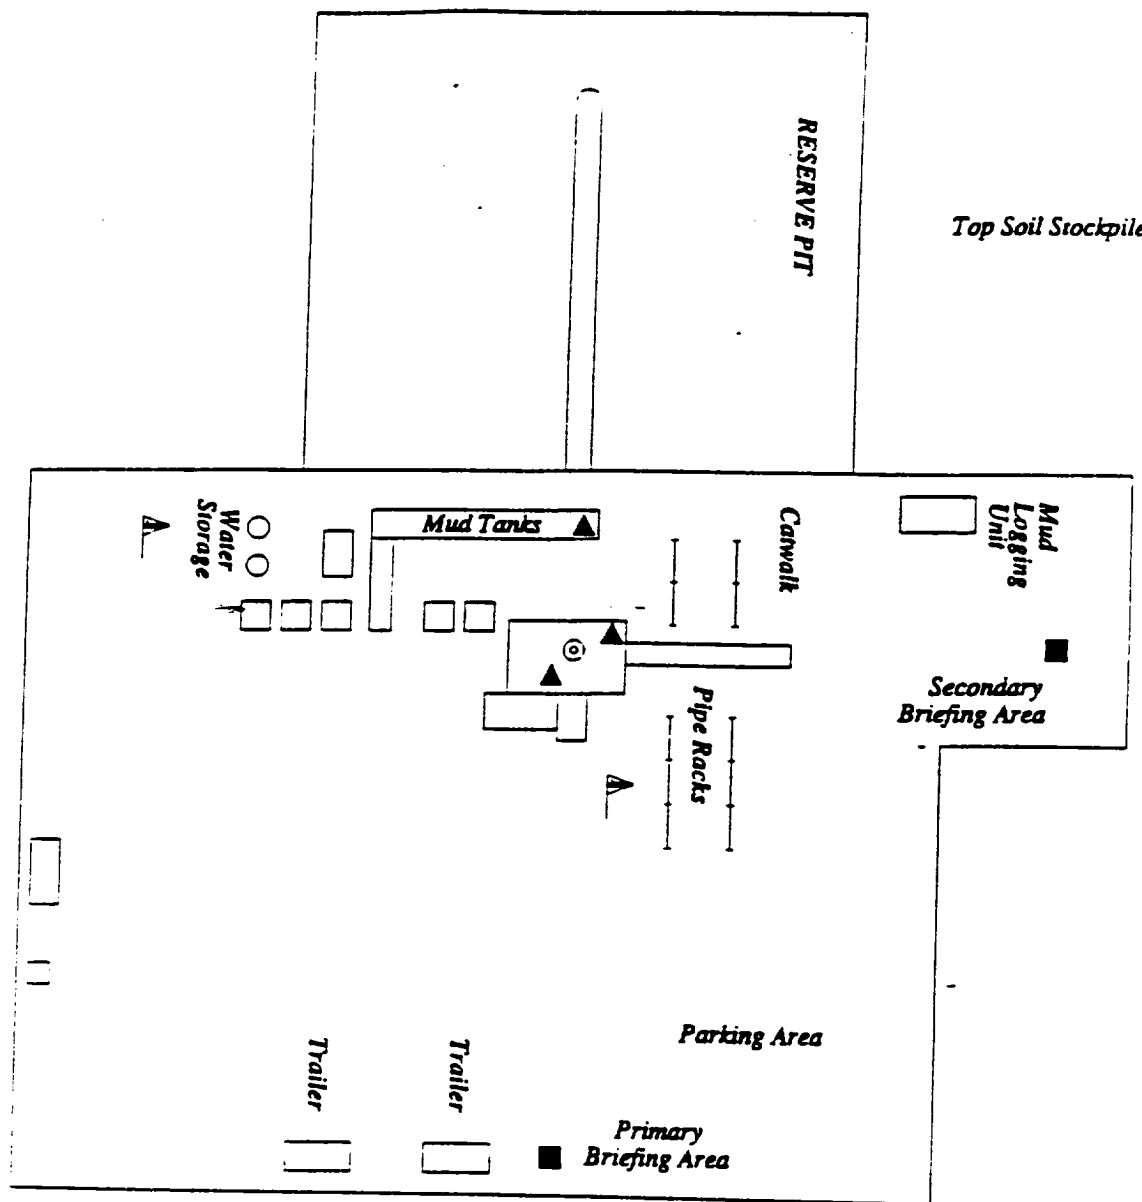 RESERVE PIT
Top Soil Stockpile
Water
Storage
Mud Tanks
Catwalk
Mud
Logging
Unit
Secondary
Briefing Area
Pipe Racks
Parking Area
Trailer
Trailer
Primary
Briefing Area